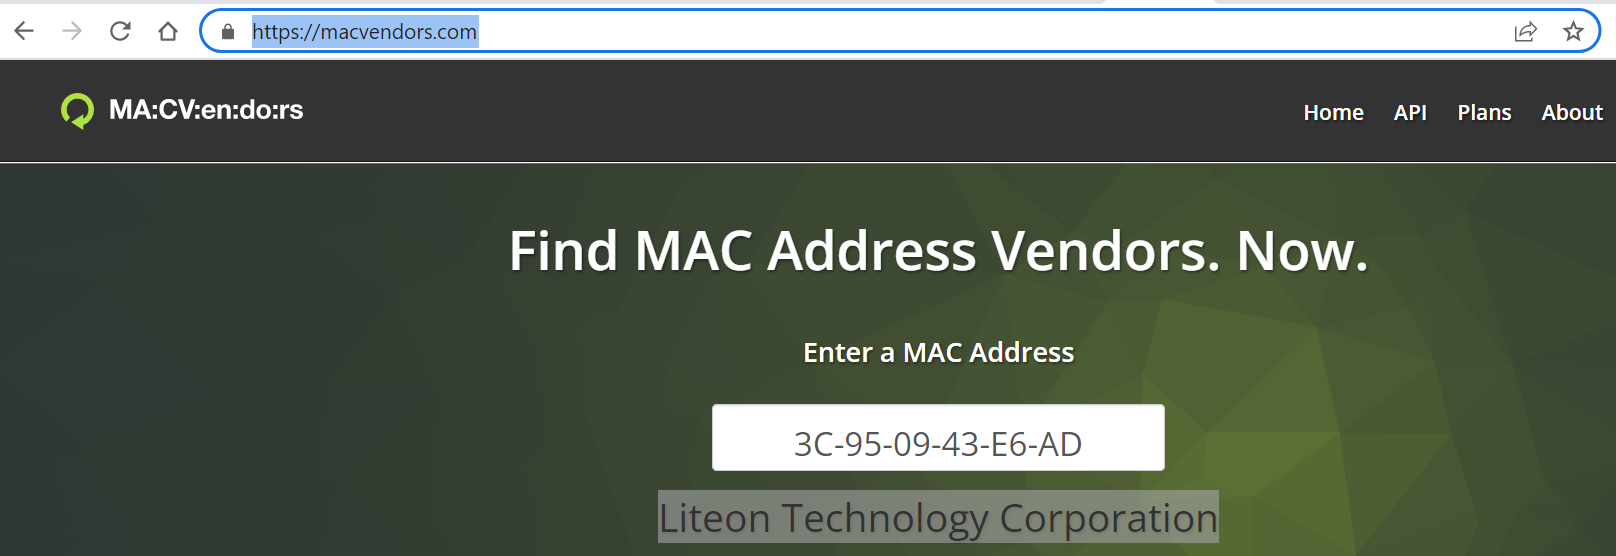 https://macvendors.com
MA:CV:en:do:rs
Home API Plans About
Find MAC Address Vendors. Now.
Enter a MAC Address
3C-95-09-43-E6-AD
Liteon Technology Corporation